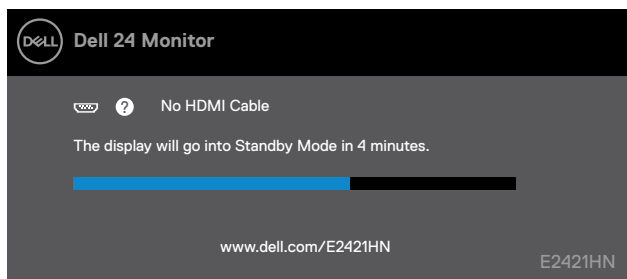 DELL Dell 24 Monitor
? No HDMI Cable
The display will go into Standby Mode in 4 minutes.
www.dell.com/E2421HN
E2421HN